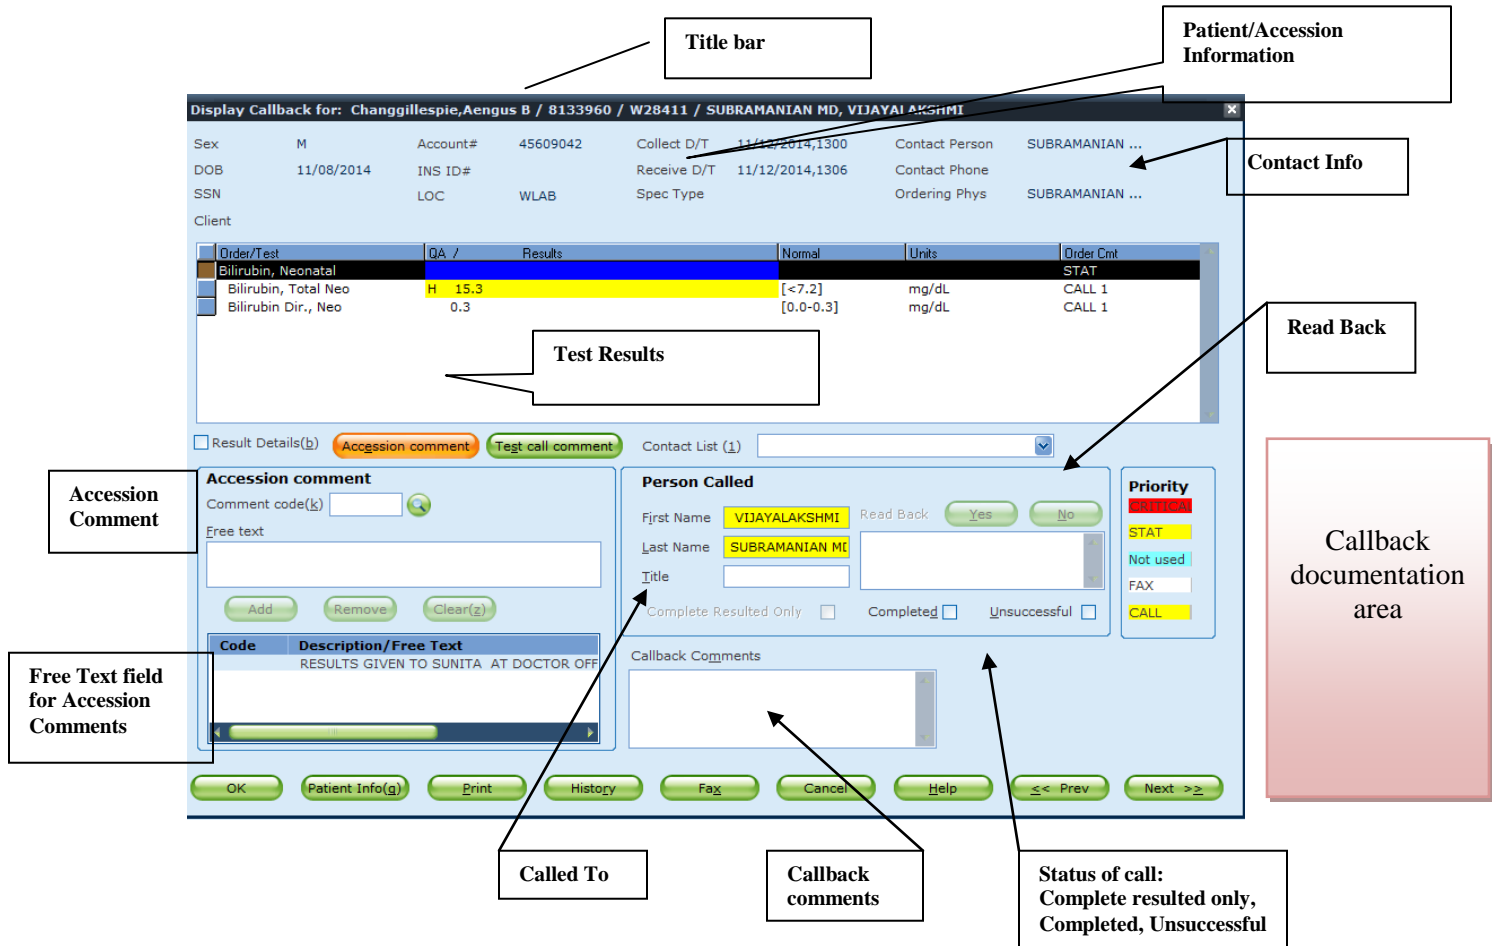 Title bar
Patient/Accession
Information
Display Callback for: Changgillespie,Aengus B / 8133960 / W28411 / SUBRAMANIAN MD, VIJAYALAKSHMI
Sex M Account# 45609042 Collect D/T 11/12/2014,1300 Contact Person SUBRAMANIAN ...
DOB 11/08/2014 INS ID# Receive D/T 11/12/2014,1306 Contact Phone
SSN LOC WLAB Spec Type Ordering Phys SUBRAMANIAN ...
Client
Contact Info
Order/Test QA / Results Normal Units Order Cmt
Bilirubin, Neonatal STAT
Bilirubin, Total Neo H 15.3 [<7.2] mg/dL CALL 1
Bilirubin Dir., Neo 0.3 [0.0-0.3] mg/dL CALL 1
Test Results
Read Back
Result Details(b) Accession comment Test call comment Contact List (1)
Accession
Comment
Accession comment
Comment code(k)
Free text
Add Remove Clear(z)
Code Description/Free Text
RESULTS GIVEN TO SUNITA AT DOCTOR OFF
Free Text field
for Accession
Comments
Person Called
First Name VIJAYALAKSHMI Read Back Yes No
Last Name SUBRAMANIAN MD
Title
Complete Resulted Only Completed Unsuccessful
Callback Comments
Priority
CRITICAL
STAT
Not used
FAX
CALL
Callback
documentation
area
OK Patient Info(q) Print History Fax Cancel Help << Prev Next >>
Called To
Callback
comments
Status of call:
Complete resulted only,
Completed, Unsuccessful